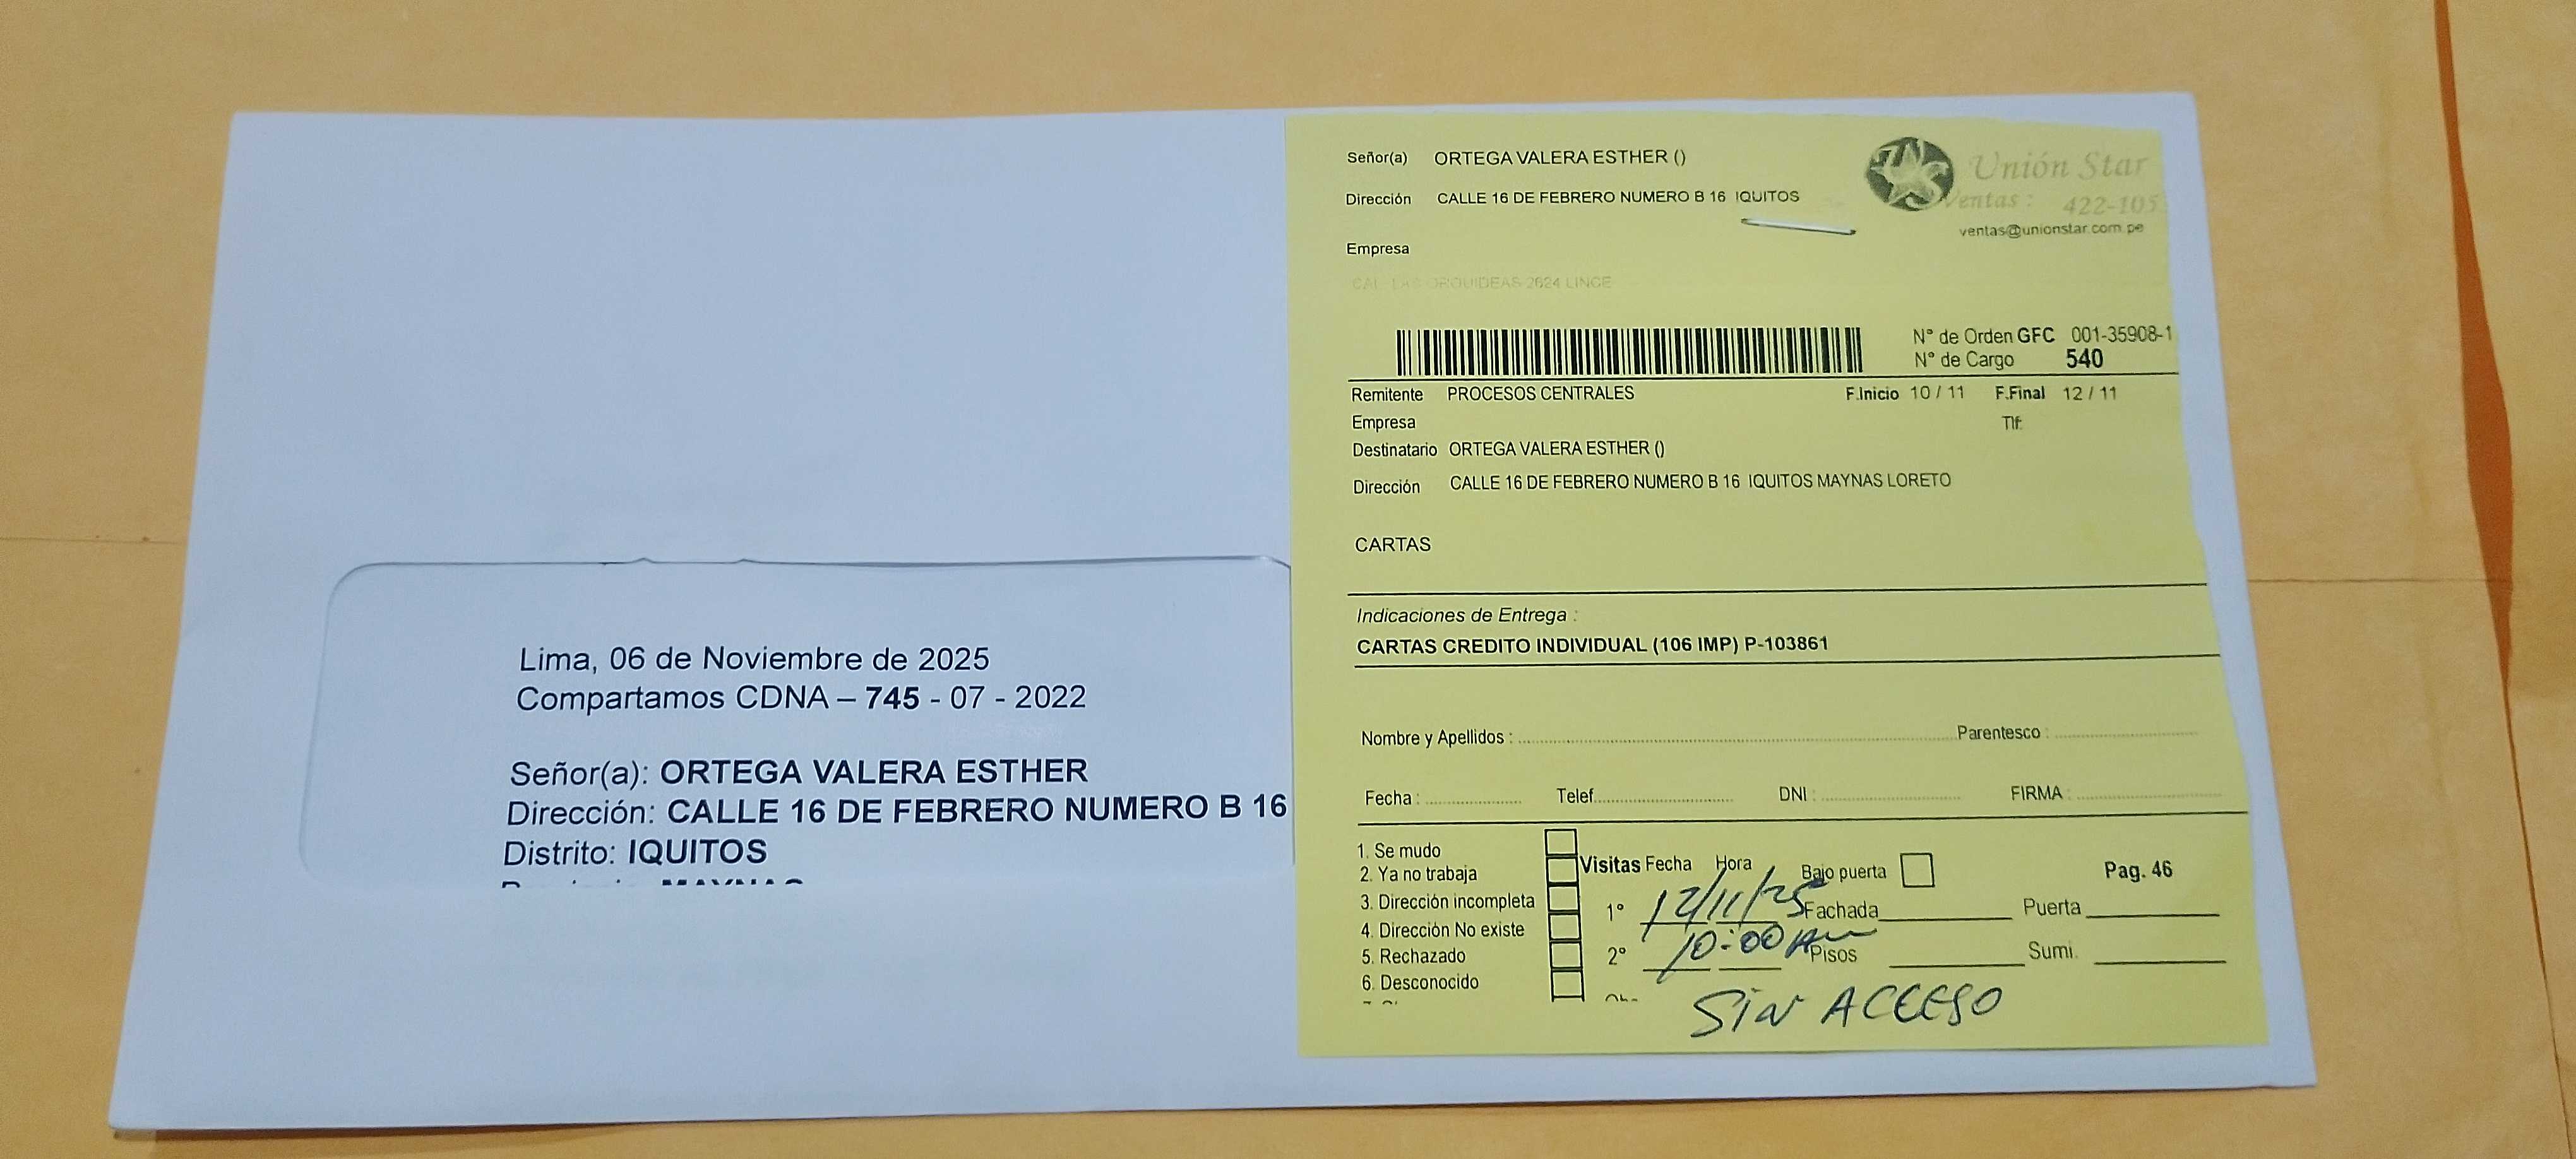 Lima, 06 de Noviembre de 2025
Compartamos CDNA – 745 - 07 - 2022
Señor(a): ORTEGA VALERA ESTHER
Dirección: CALLE 16 DE FEBRERO NUMERO B 16
Distrito: IQUITOS
Señor(a) ORTEGA VALERA ESTHER ()
Unión Star
Ventas : 422-105
ventas@unionstar.com.pe
Dirección CALLE 16 DE FEBRERO NUMERO B 16 IQUITOS
Empresa
ORQUIDEAS 2624 LINCE
N° de Orden GFC 001-35908-1
N° de Cargo 540
Remitente PROCESOS CENTRALES F.Inicio 10 / 11 F.Final 12 / 11
Empresa Tlf:
Destinatario ORTEGA VALERA ESTHER ()
Dirección CALLE 16 DE FEBRERO NUMERO B 16 IQUITOS MAYNAS LORETO
CARTAS
Indicaciones de Entrega :
CARTAS CREDITO INDIVIDUAL (106 IMP) P-103861
Nombre y Apellidos : Parentesco :
Fecha : Telef. DNI : FIRMA :
1. Se mudo
2. Ya no trabaja
3. Dirección incompleta
4. Dirección No existe
5. Rechazado
6. Desconocido
Visitas Fecha Hora Bajo puerta Pag. 46
1° 12/11/25 Fachada Puerta
2° 10:00 AM Pisos Sumi.
SIN ACCESO